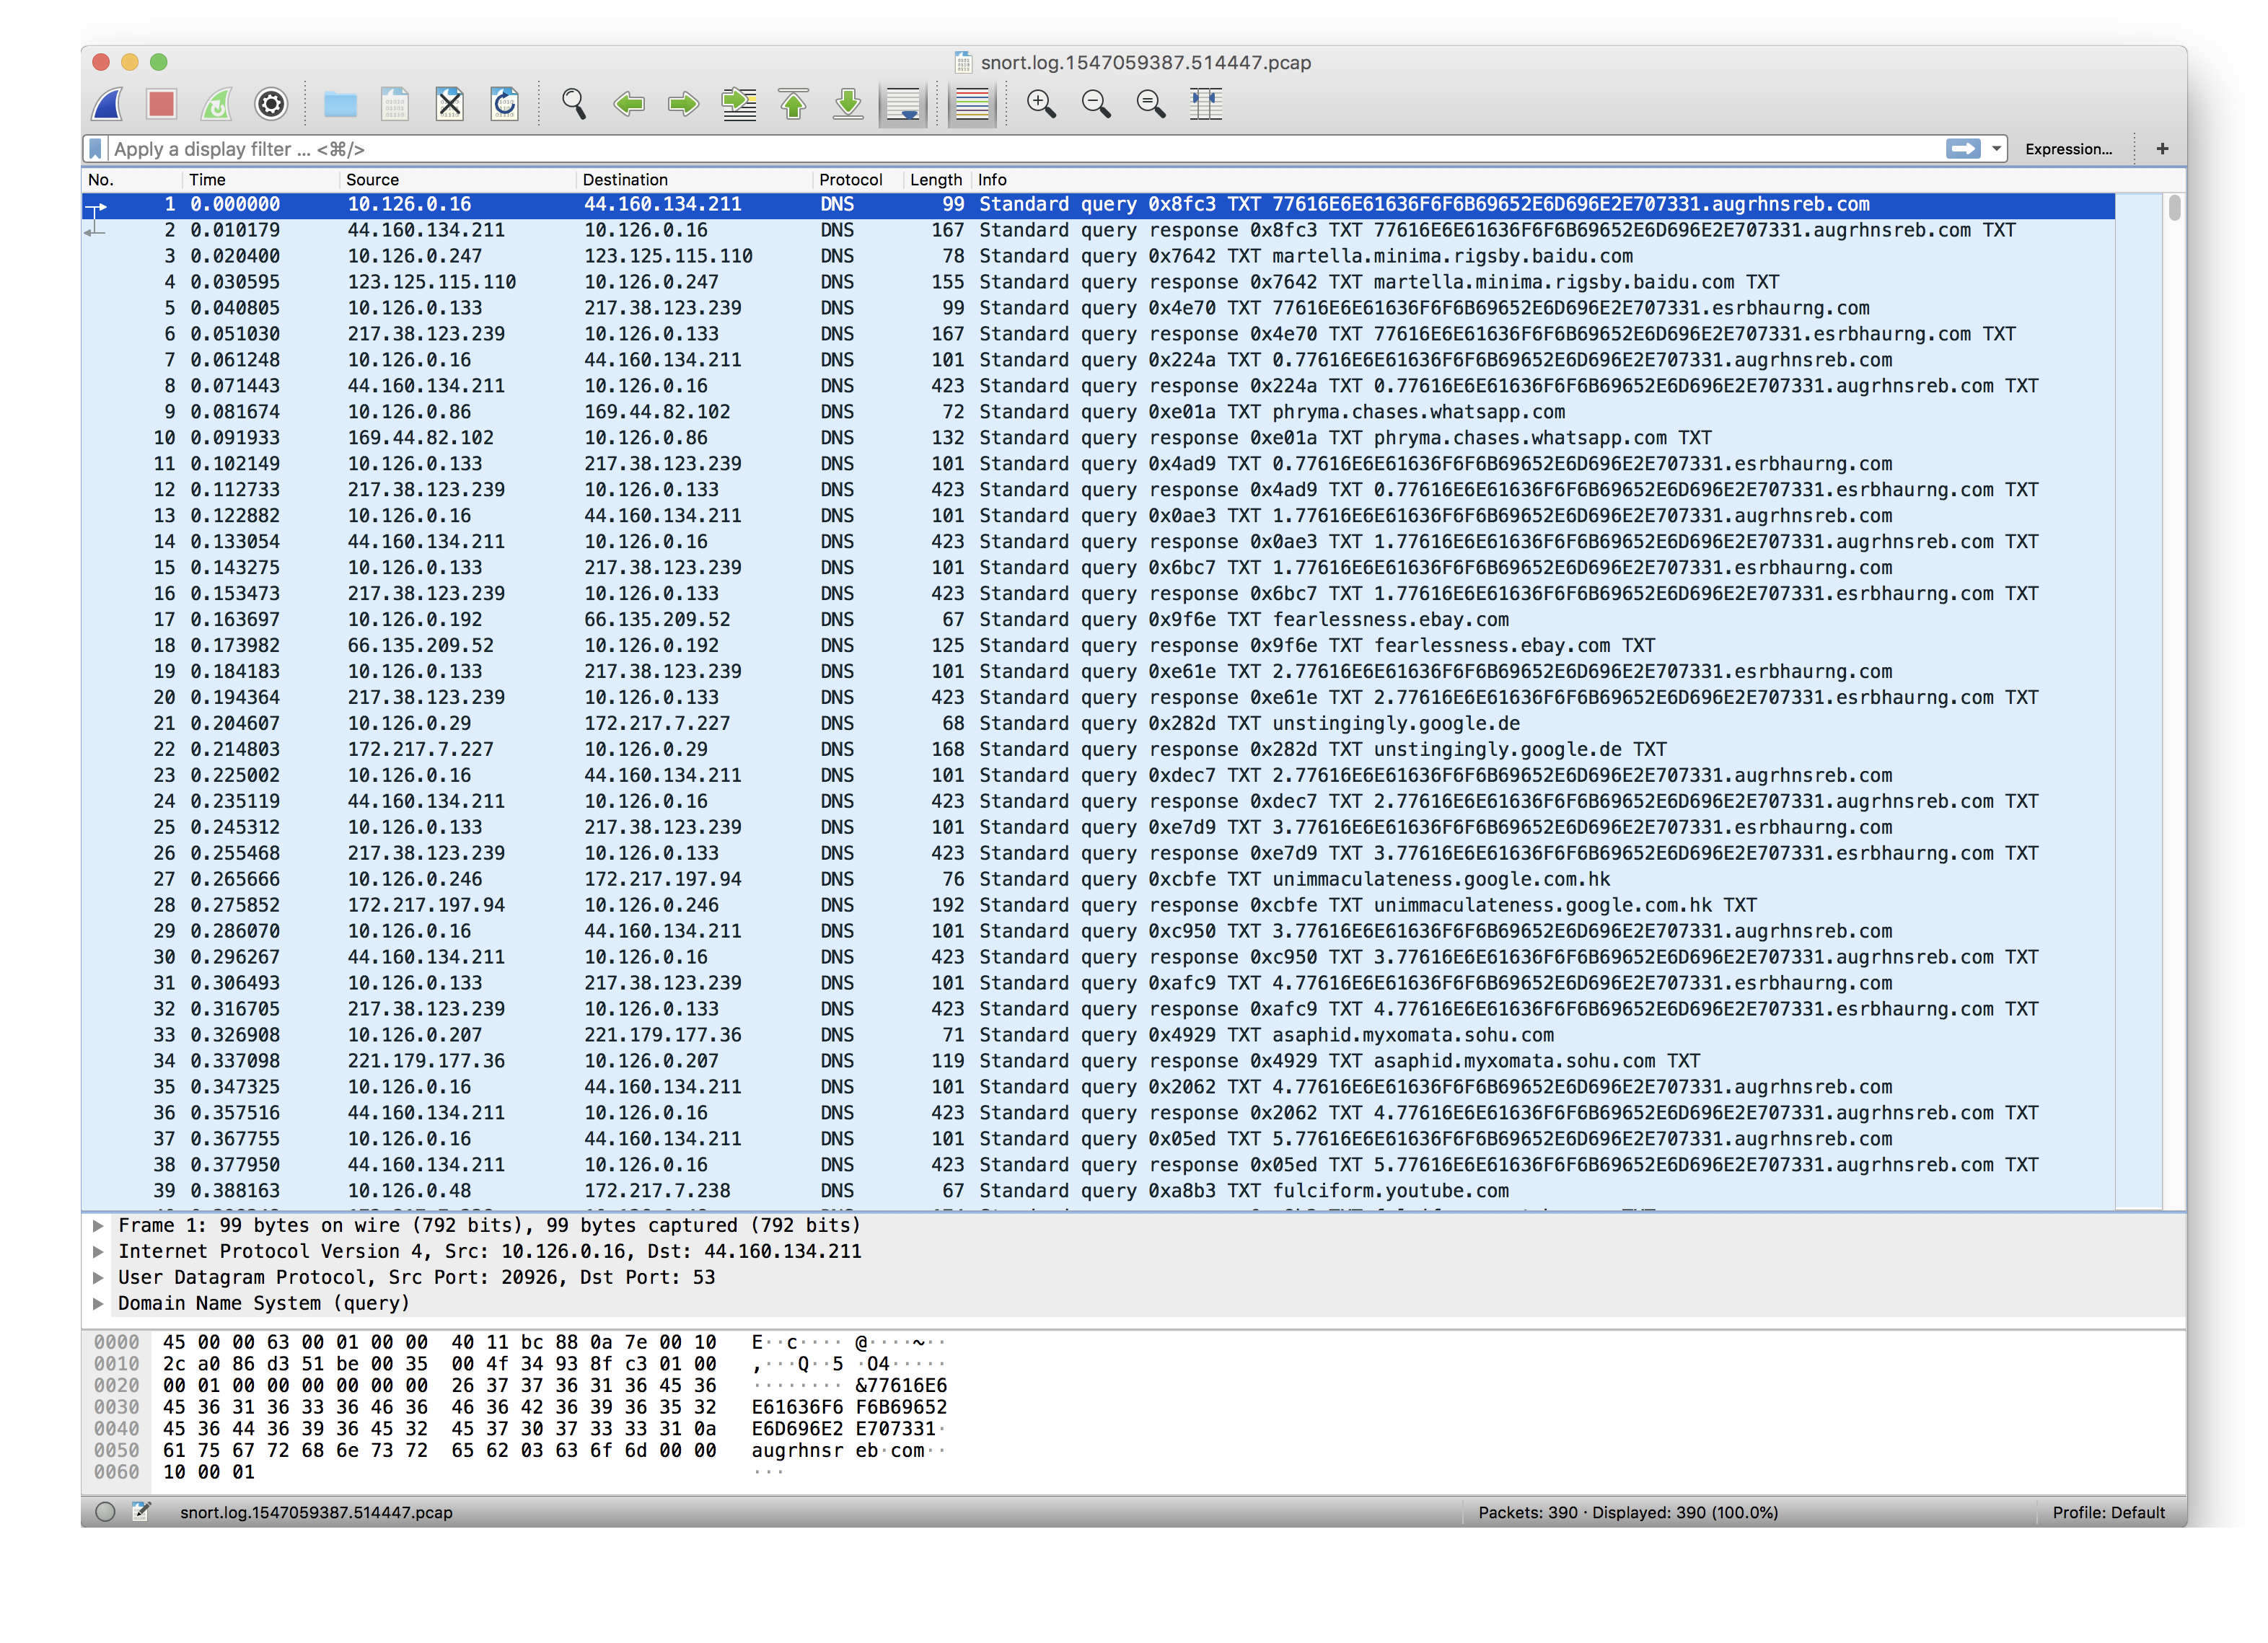 snort.log.1547059387.514447.pcap
Apply a display filter ... <⌘/> Expression... +
No. Time Source Destination Protocol Length Info
1 0.000000 10.126.0.16 44.160.134.211 DNS 99 Standard query 0x8fc3 TXT 77616E6E61636F6F6B69652E6D696E2E707331.augrhnsreb.com
2 0.010179 44.160.134.211 10.126.0.16 DNS 167 Standard query response 0x8fc3 TXT 77616E6E61636F6F6B69652E6D696E2E707331.augrhnsreb.com TXT
3 0.020400 10.126.0.247 123.125.115.110 DNS 78 Standard query 0x7642 TXT martella.minima.rigsby.baidu.com
4 0.030595 123.125.115.110 10.126.0.247 DNS 155 Standard query response 0x7642 TXT martella.minima.rigsby.baidu.com TXT
5 0.040805 10.126.0.133 217.38.123.239 DNS 99 Standard query 0x4e70 TXT 77616E6E61636F6F6B69652E6D696E2E707331.esrbhaurng.com
6 0.051030 217.38.123.239 10.126.0.133 DNS 167 Standard query response 0x4e70 TXT 77616E6E61636F6F6B69652E6D696E2E707331.esrbhaurng.com TXT
7 0.061248 10.126.0.16 44.160.134.211 DNS 101 Standard query 0x224a TXT 0.77616E6E61636F6F6B69652E6D696E2E707331.augrhnsreb.com
8 0.071443 44.160.134.211 10.126.0.16 DNS 423 Standard query response 0x224a TXT 0.77616E6E61636F6F6B69652E6D696E2E707331.augrhnsreb.com TXT
9 0.081674 10.126.0.86 169.44.82.102 DNS 72 Standard query 0xe01a TXT phryma.chases.whatsapp.com
10 0.091933 169.44.82.102 10.126.0.86 DNS 132 Standard query response 0xe01a TXT phryma.chases.whatsapp.com TXT
11 0.102149 10.126.0.133 217.38.123.239 DNS 101 Standard query 0x4ad9 TXT 0.77616E6E61636F6F6B69652E6D696E2E707331.esrbhaurng.com
12 0.112733 217.38.123.239 10.126.0.133 DNS 423 Standard query response 0x4ad9 TXT 0.77616E6E61636F6F6B69652E6D696E2E707331.esrbhaurng.com TXT
13 0.122882 10.126.0.16 44.160.134.211 DNS 101 Standard query 0x0ae3 TXT 1.77616E6E61636F6F6B69652E6D696E2E707331.augrhnsreb.com
14 0.133054 44.160.134.211 10.126.0.16 DNS 423 Standard query response 0x0ae3 TXT 1.77616E6E61636F6F6B69652E6D696E2E707331.augrhnsreb.com TXT
15 0.143275 10.126.0.133 217.38.123.239 DNS 101 Standard query 0x6bc7 TXT 1.77616E6E61636F6F6B69652E6D696E2E707331.esrbhaurng.com
16 0.153473 217.38.123.239 10.126.0.133 DNS 423 Standard query response 0x6bc7 TXT 1.77616E6E61636F6F6B69652E6D696E2E707331.esrbhaurng.com TXT
17 0.163697 10.126.0.192 66.135.209.52 DNS 67 Standard query 0x9f6e TXT fearlessness.ebay.com
18 0.173982 66.135.209.52 10.126.0.192 DNS 125 Standard query response 0x9f6e TXT fearlessness.ebay.com TXT
19 0.184183 10.126.0.133 217.38.123.239 DNS 101 Standard query 0xe61e TXT 2.77616E6E61636F6F6B69652E6D696E2E707331.esrbhaurng.com
20 0.194364 217.38.123.239 10.126.0.133 DNS 423 Standard query response 0xe61e TXT 2.77616E6E61636F6F6B69652E6D696E2E707331.esrbhaurng.com TXT
21 0.204607 10.126.0.29 172.217.7.227 DNS 68 Standard query 0x282d TXT unstingingly.google.de
22 0.214803 172.217.7.227 10.126.0.29 DNS 168 Standard query response 0x282d TXT unstingingly.google.de TXT
23 0.225002 10.126.0.16 44.160.134.211 DNS 101 Standard query 0xdec7 TXT 2.77616E6E61636F6F6B69652E6D696E2E707331.augrhnsreb.com
24 0.235119 44.160.134.211 10.126.0.16 DNS 423 Standard query response 0xdec7 TXT 2.77616E6E61636F6F6B69652E6D696E2E707331.augrhnsreb.com TXT
25 0.245312 10.126.0.133 217.38.123.239 DNS 101 Standard query 0xe7d9 TXT 3.77616E6E61636F6F6B69652E6D696E2E707331.esrbhaurng.com
26 0.255468 217.38.123.239 10.126.0.133 DNS 423 Standard query response 0xe7d9 TXT 3.77616E6E61636F6F6B69652E6D696E2E707331.esrbhaurng.com TXT
27 0.265666 10.126.0.246 172.217.197.94 DNS 76 Standard query 0xcbfe TXT unimmaculateness.google.com.hk
28 0.275852 172.217.197.94 10.126.0.246 DNS 192 Standard query response 0xcbfe TXT unimmaculateness.google.com.hk TXT
29 0.286070 10.126.0.16 44.160.134.211 DNS 101 Standard query 0xc950 TXT 3.77616E6E61636F6F6B69652E6D696E2E707331.augrhnsreb.com
30 0.296267 44.160.134.211 10.126.0.16 DNS 423 Standard query response 0xc950 TXT 3.77616E6E61636F6F6B69652E6D696E2E707331.augrhnsreb.com TXT
31 0.306493 10.126.0.133 217.38.123.239 DNS 101 Standard query 0xafc9 TXT 4.77616E6E61636F6F6B69652E6D696E2E707331.esrbhaurng.com
32 0.316705 217.38.123.239 10.126.0.133 DNS 423 Standard query response 0xafc9 TXT 4.77616E6E61636F6F6B69652E6D696E2E707331.esrbhaurng.com TXT
33 0.326908 10.126.0.207 221.179.177.36 DNS 71 Standard query 0x4929 TXT asaphid.myxomata.sohu.com
34 0.337098 221.179.177.36 10.126.0.207 DNS 119 Standard query response 0x4929 TXT asaphid.myxomata.sohu.com TXT
35 0.347325 10.126.0.16 44.160.134.211 DNS 101 Standard query 0x2062 TXT 4.77616E6E61636F6F6B69652E6D696E2E707331.augrhnsreb.com
36 0.357516 44.160.134.211 10.126.0.16 DNS 423 Standard query response 0x2062 TXT 4.77616E6E61636F6F6B69652E6D696E2E707331.augrhnsreb.com TXT
37 0.367755 10.126.0.16 44.160.134.211 DNS 101 Standard query 0x05ed TXT 5.77616E6E61636F6F6B69652E6D696E2E707331.augrhnsreb.com
38 0.377950 44.160.134.211 10.126.0.16 DNS 423 Standard query response 0x05ed TXT 5.77616E6E61636F6F6B69652E6D696E2E707331.augrhnsreb.com TXT
39 0.388163 10.126.0.48 172.217.7.238 DNS 67 Standard query 0xa8b3 TXT fulciform.youtube.com
Frame 1: 99 bytes on wire (792 bits), 99 bytes captured (792 bits)
Internet Protocol Version 4, Src: 10.126.0.16, Dst: 44.160.134.211
User Datagram Protocol, Src Port: 20926, Dst Port: 53
Domain Name System (query)
0000 45 00 00 63 00 01 00 00 40 11 bc 88 0a 7e 00 10 E··c···· @····~··
0010 2c a0 86 d3 51 be 00 35 00 4f 34 93 8f c3 01 00 ,···Q··5 ·O4·····
0020 00 01 00 00 00 00 00 00 26 37 37 36 31 36 45 36 ········ &77616E6
0030 45 36 31 36 33 36 46 36 46 36 42 36 39 36 35 32 E61636F6 F6B69652
0040 45 36 44 36 39 36 45 32 45 37 30 37 33 33 31 0a E6D696E2 E707331·
0050 61 75 67 72 68 6e 73 72 65 62 03 63 6f 6d 00 00 augrhnsr eb·com··
0060 10 00 01 ···
snort.log.1547059387.514447.pcap Packets: 390 · Displayed: 390 (100.0%) Profile: Default